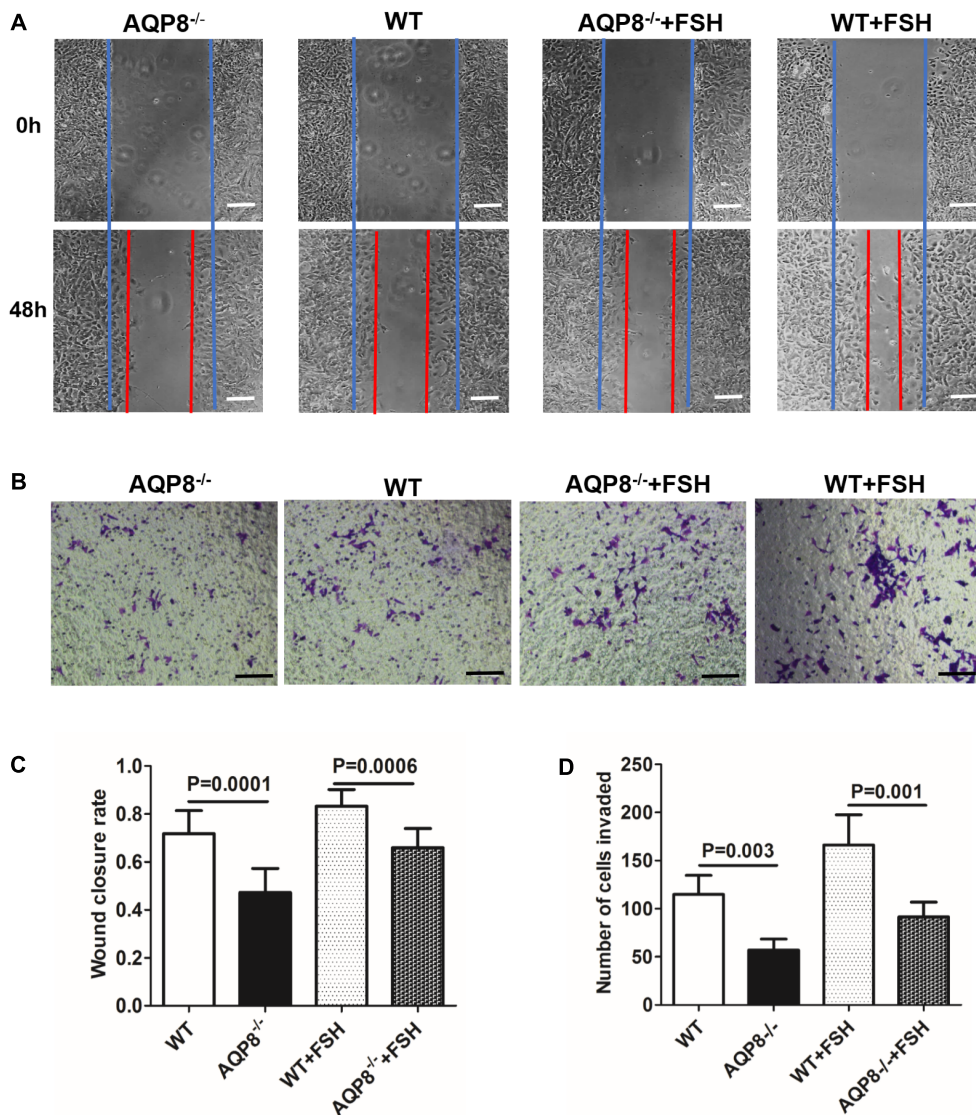 A
AQP8⁻/⁻ WT AQP8⁻/⁻+FSH WT+FSH
0h
48h
B
AQP8⁻/⁻ WT AQP8⁻/⁻+FSH WT+FSH
C
Wound closure rate
1.0
0.8
0.6
0.4
0.2
0.0
P=0.0001 P=0.0006
WT AQP8⁻/⁻ WT+FSH AQP8⁻/⁻+FSH
D
Number of cells invaded
250
200
150
100
50
0
P=0.003 P=0.001
WT AQP8-/- WT+FSH AQP8-/-+FSH